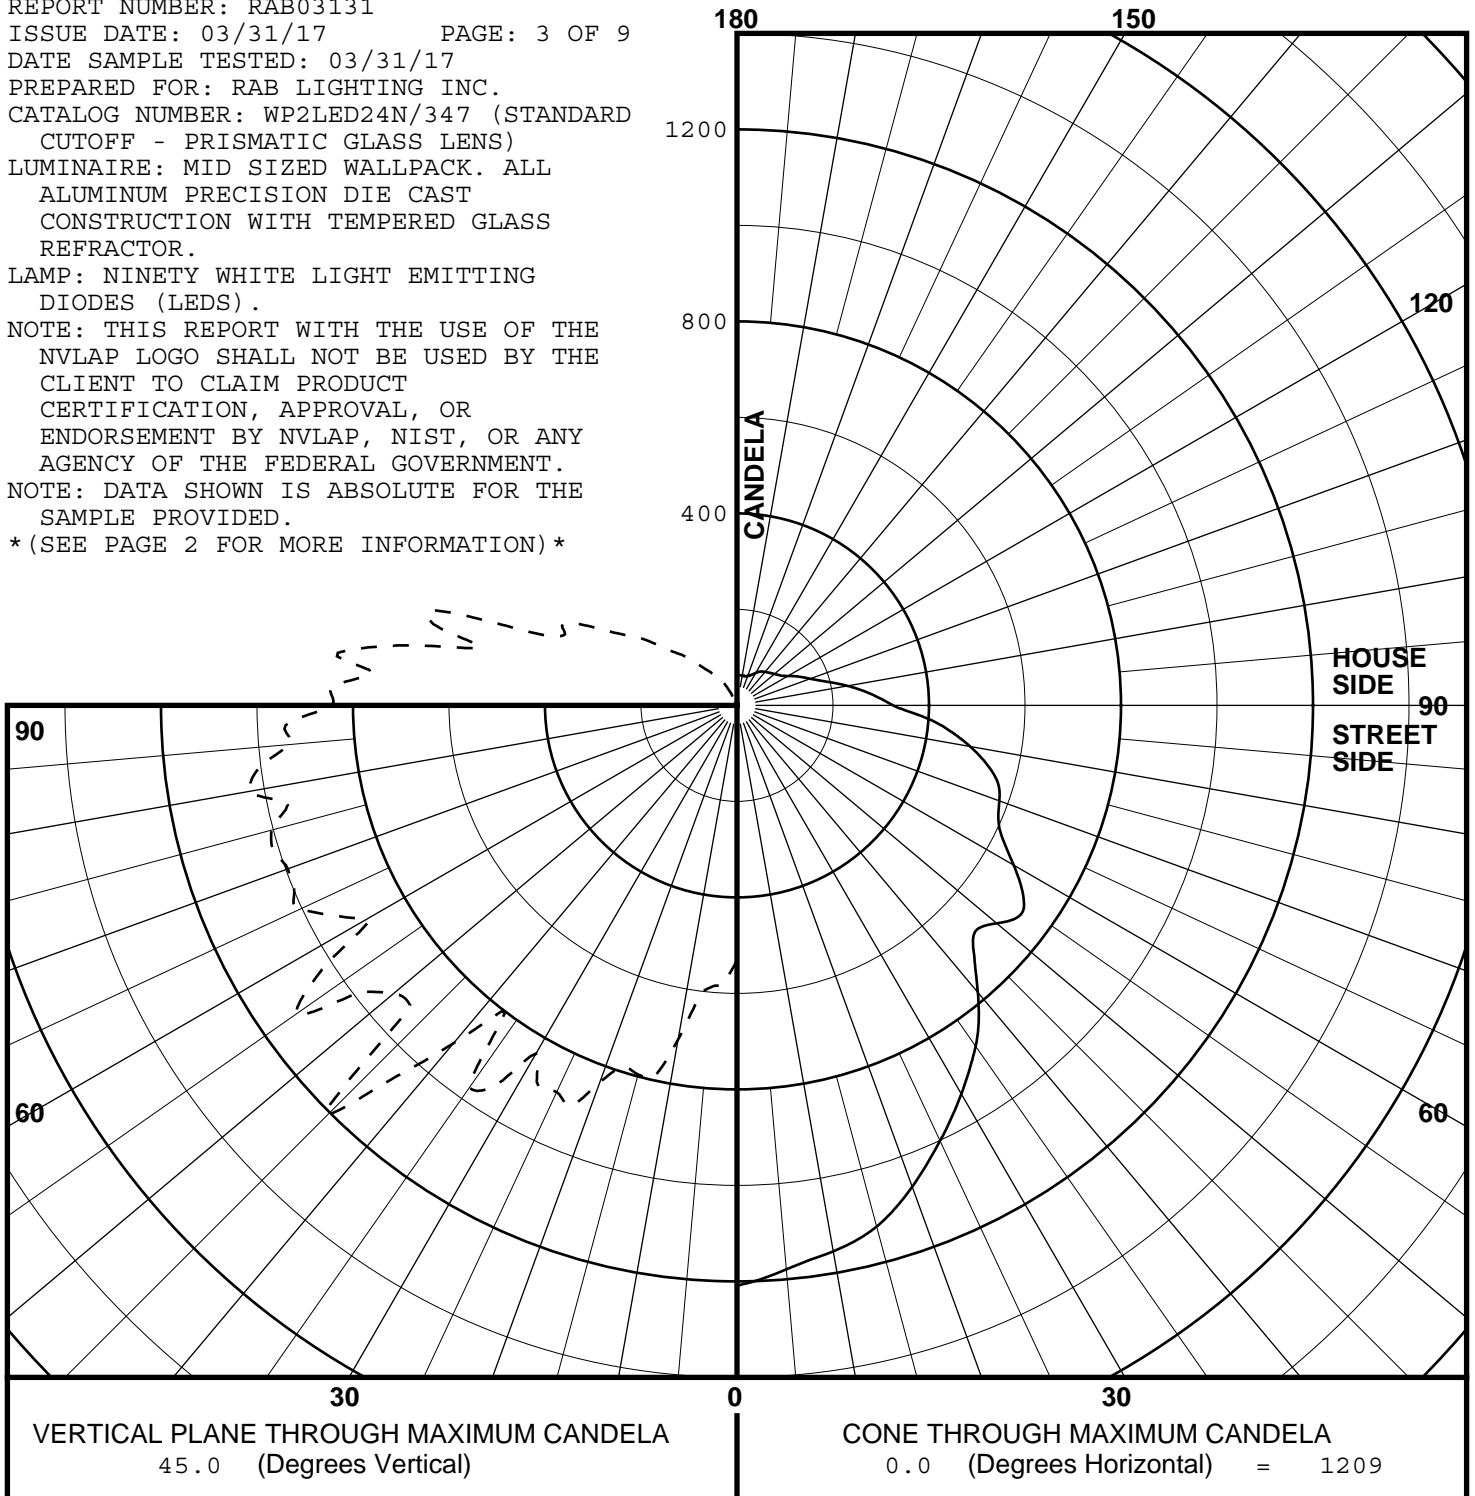 REPORT NUMBER: RAB03131
ISSUE DATE: 03/31/17 PAGE: 3 OF 9
DATE SAMPLE TESTED: 03/31/17
PREPARED FOR: RAB LIGHTING INC.
CATALOG NUMBER: WP2LED24N/347 (STANDARD
CUTOFF - PRISMATIC GLASS LENS)
LUMINAIRE: MID SIZED WALLPACK. ALL
ALUMINUM PRECISION DIE CAST
CONSTRUCTION WITH TEMPERED GLASS
REFRACTOR.
LAMP: NINETY WHITE LIGHT EMITTING
DIODES (LEDS).
NOTE: THIS REPORT WITH THE USE OF THE
NVLAP LOGO SHALL NOT BE USED BY THE
CLIENT TO CLAIM PRODUCT
CERTIFICATION, APPROVAL, OR
ENDORSEMENT BY NVLAP, NIST, OR ANY
AGENCY OF THE FEDERAL GOVERNMENT.
NOTE: DATA SHOWN IS ABSOLUTE FOR THE
SAMPLE PROVIDED.
*(SEE PAGE 2 FOR MORE INFORMATION)*
180
150
1200
120
800
CANDELA
400
HOUSE
SIDE
90
90
STREET
SIDE
60
60
30
0
30
VERTICAL PLANE THROUGH MAXIMUM CANDELA
45.0 (Degrees Vertical)
CONE THROUGH MAXIMUM CANDELA
0.0 (Degrees Horizontal) = 1209